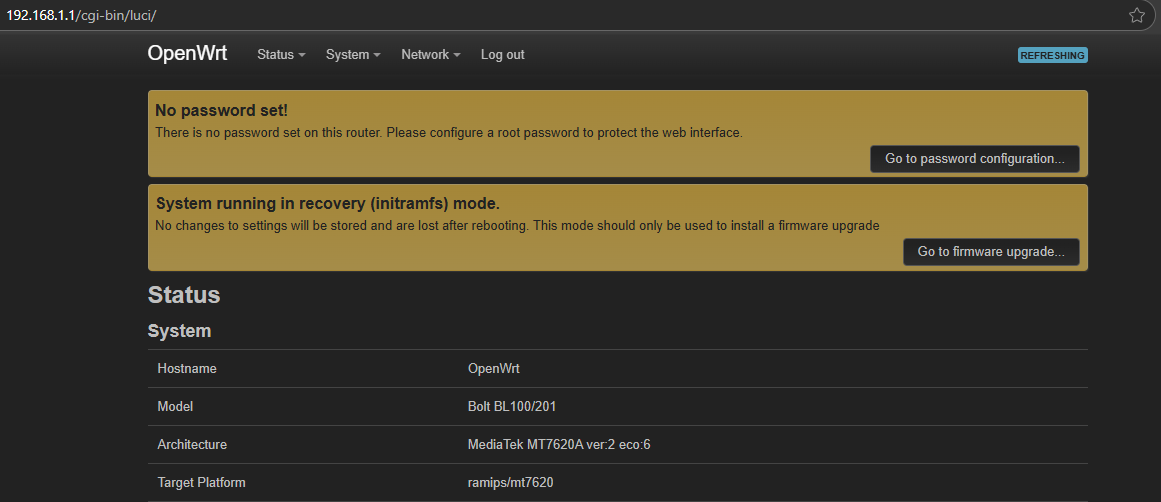 192.168.1.1/cgi-bin/luci/
OpenWrt Status System Network Log out REFRESHING
No password set!
There is no password set on this router. Please configure a root password to protect the web interface.
Go to password configuration...
System running in recovery (initramfs) mode.
No changes to settings will be stored and are lost after rebooting. This mode should only be used to install a firmware upgrade
Go to firmware upgrade...
Status
System
Hostname OpenWrt
Model Bolt BL100/201
Architecture MediaTek MT7620A ver:2 eco:6
Target Platform ramips/mt7620